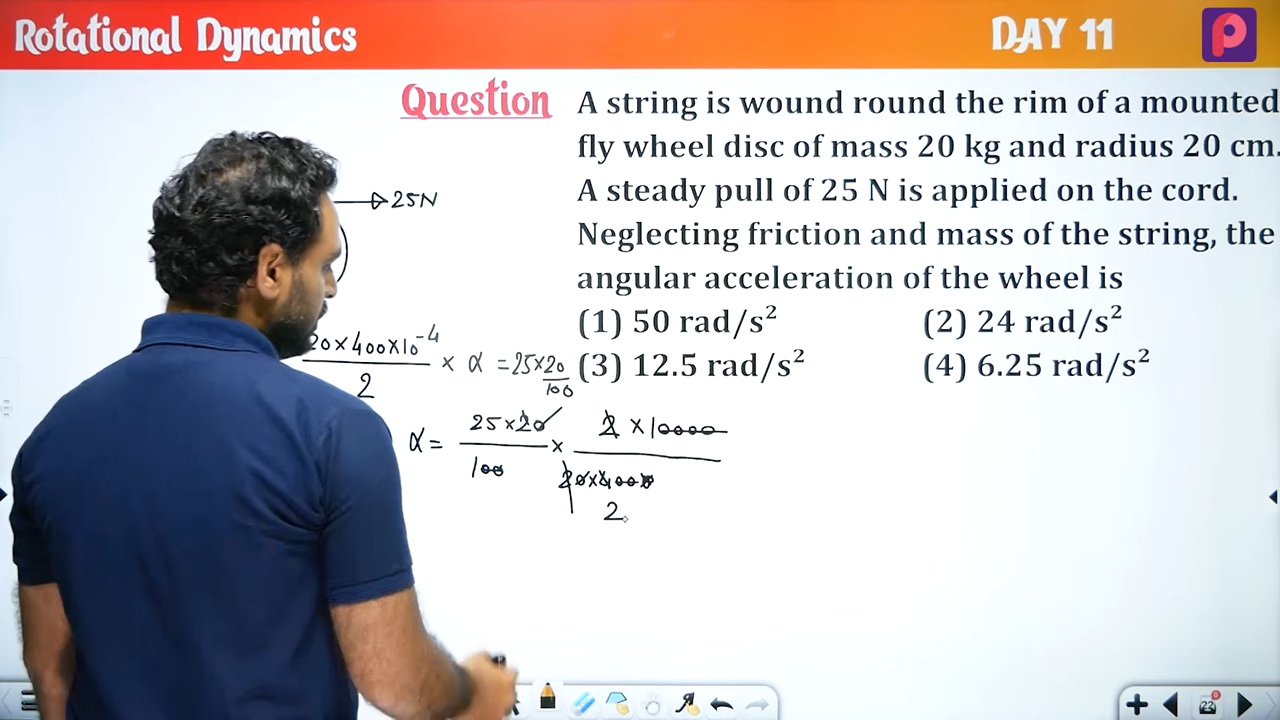 Rotational Dynamics
DAY 11
Question
A string is wound round the rim of a mounted
fly wheel disc of mass 20 kg and radius 20 cm.
A steady pull of 25 N is applied on the cord.
Neglecting friction and mass of the string, the
angular acceleration of the wheel is
(1) 50 rad/s² (2) 24 rad/s²
(3) 12.5 rad/s² (4) 6.25 rad/s²
25N
20×400×10⁻⁴
2
× α = 25×20
100
α = 25×20 × 2 ×10000
100
20×400
2
22